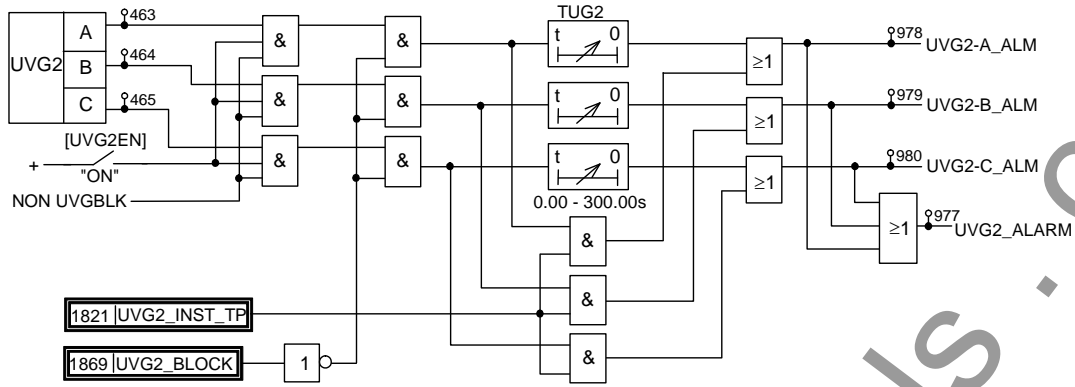 UVG2
A
B
C
463
464
465
[UVG2EN]
+
"ON"
NON UVGBLK
&
&
&
&
&
&
TUG2
t 0
t 0
t 0
0.00 - 300.00s
&
&
&
≥1
≥1
≥1
≥1
978
UVG2-A_ALM
979
UVG2-B_ALM
980
UVG2-C_ALM
977
UVG2_ALARM
1821 UVG2_INST_TP
1869 UVG2_BLOCK
1